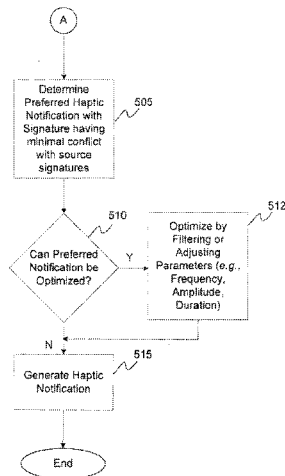 A
Determine
Preferred Haptic
Notification with
Signature having
minimal conflict
with source
signatures
505
510
Can Preferred
Notification be
Optimized?
Y
512
Optimize by
Filtering or
Adjusting
Parameters (e.g.,
Frequency,
Amplitude,
Duration)
N
515
Generate Haptic
Notification
End